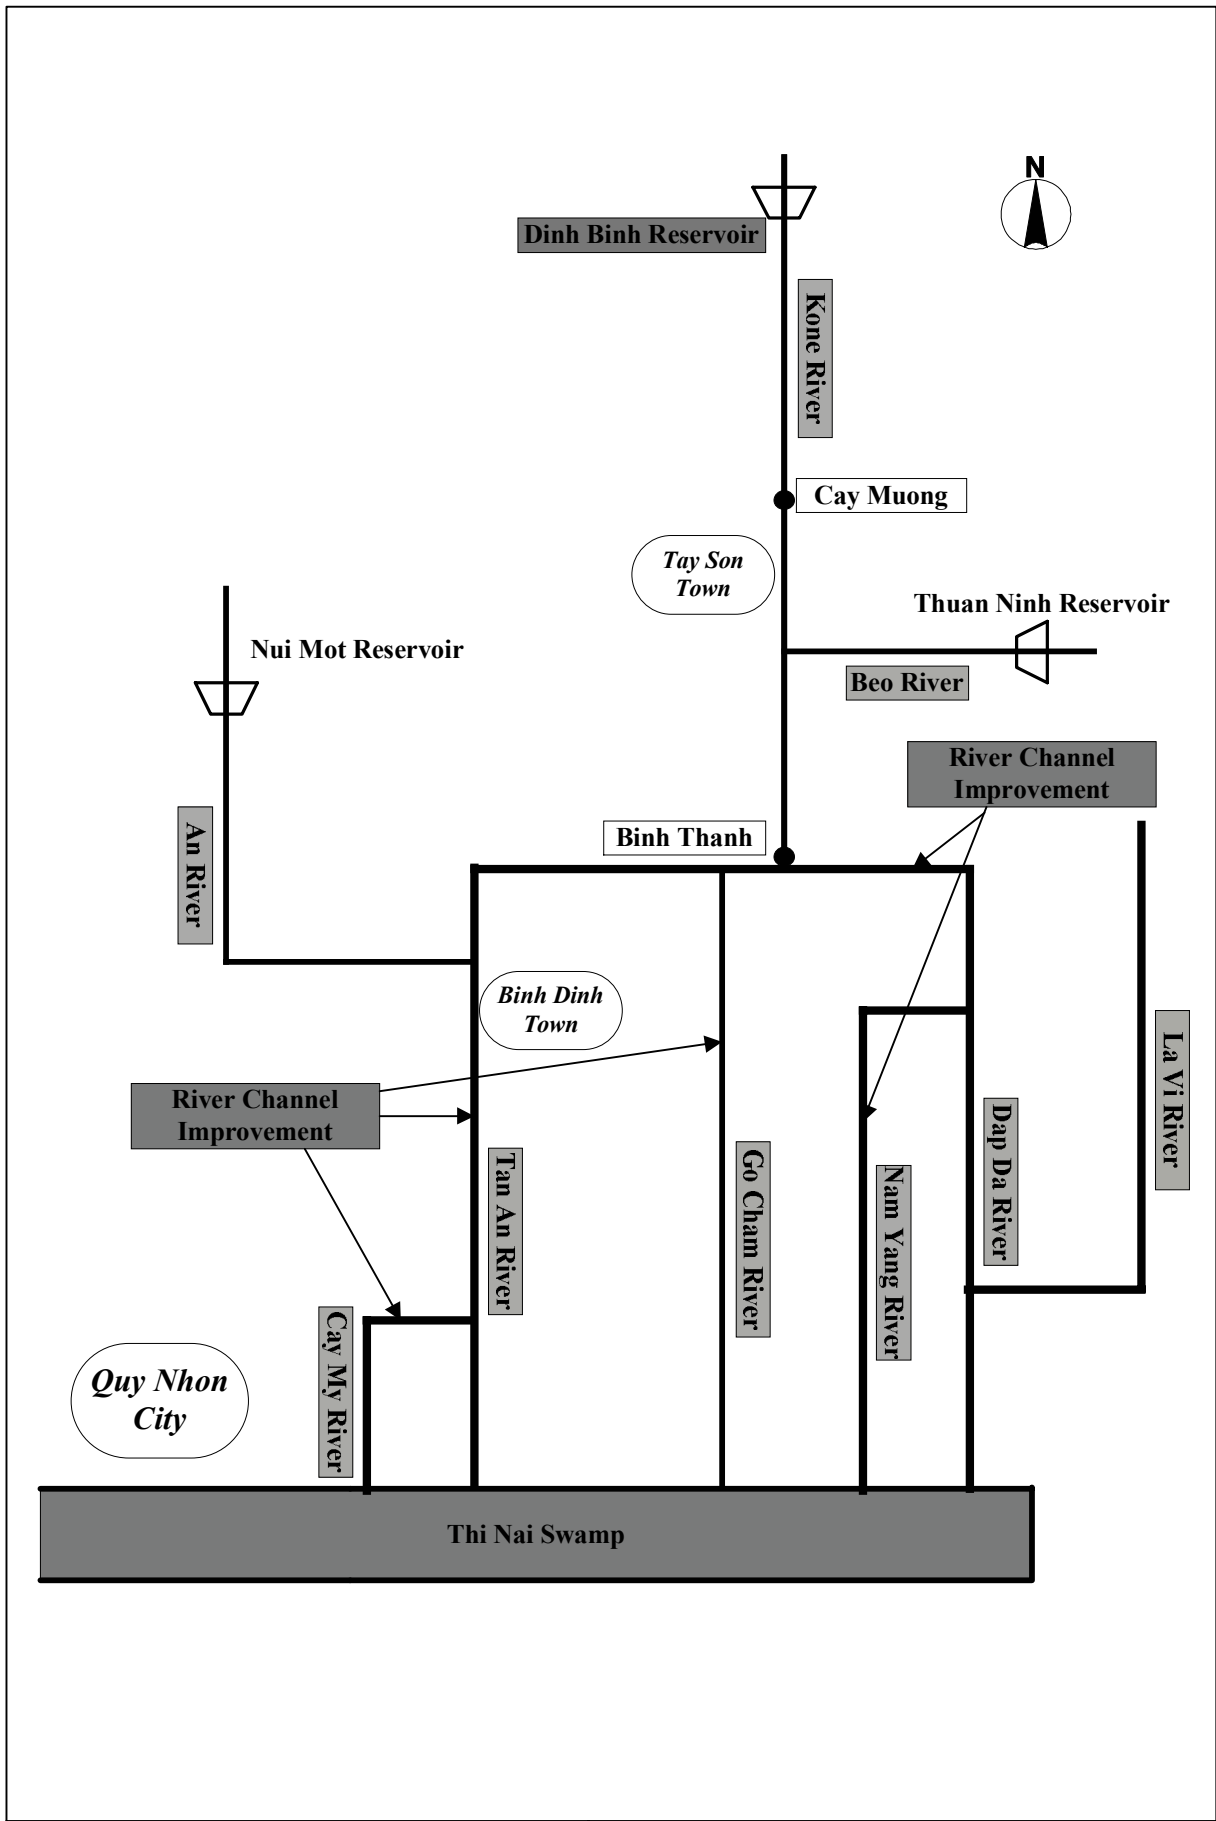 N
Dinh Binh Reservoir
Kone River
Cay Muong
Tay Son
Town
Thuan Ninh Reservoir
Nui Mot Reservoir
Beo River
River Channel
Improvement
Binh Thanh
An River
Binh Dinh
Town
La Vi River
River Channel
Improvement
Dap Da River
Tan An River
Go Cham River
Nam Yang River
Cay My River
Quy Nhon
City
Thi Nai Swamp